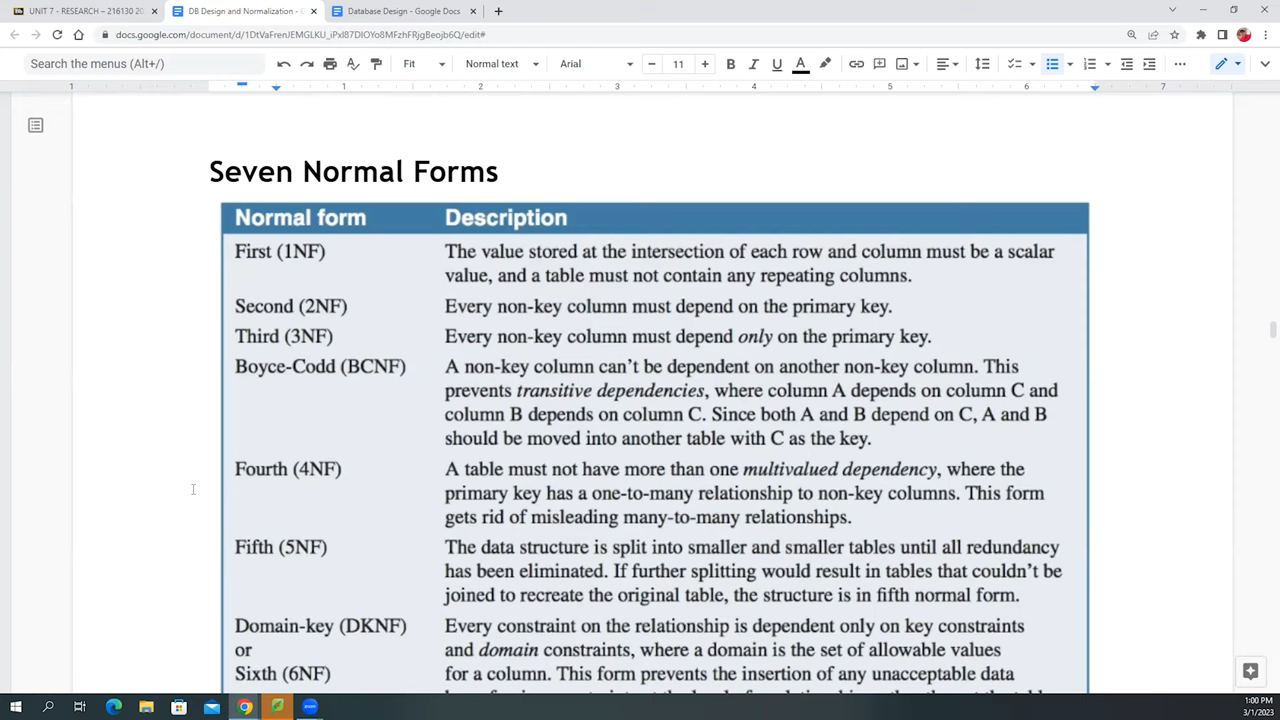 UNIT 7 - RESEARCH – 216130 20
DB Design and Normalization - G
Database Design - Google Docs
docs.google.com/document/d/1DtVaFrenJEMGLKU_iPxl87DIOYo8MFzhFRjgBeojb6Q/edit#
Search the menus (Alt+/)
Fit
Normal text
Arial
11
1 1 2 3 4 5 6 7
Seven Normal Forms
Normal form Description
First (1NF) The value stored at the intersection of each row and column must be a scalar
value, and a table must not contain any repeating columns.
Second (2NF) Every non-key column must depend on the primary key.
Third (3NF) Every non-key column must depend only on the primary key.
Boyce-Codd (BCNF) A non-key column can't be dependent on another non-key column. This
prevents transitive dependencies, where column A depends on column C and
column B depends on column C. Since both A and B depend on C, A and B
should be moved into another table with C as the key.
Fourth (4NF) A table must not have more than one multivalued dependency, where the
primary key has a one-to-many relationship to non-key columns. This form
gets rid of misleading many-to-many relationships.
Fifth (5NF) The data structure is split into smaller and smaller tables until all redundancy
has been eliminated. If further splitting would result in tables that couldn't be
joined to recreate the original table, the structure is in fifth normal form.
Domain-key (DKNF) Every constraint on the relationship is dependent only on key constraints
or and domain constraints, where a domain is the set of allowable values
Sixth (6NF) for a column. This form prevents the insertion of any unacceptable data
1:00 PM
3/1/2023